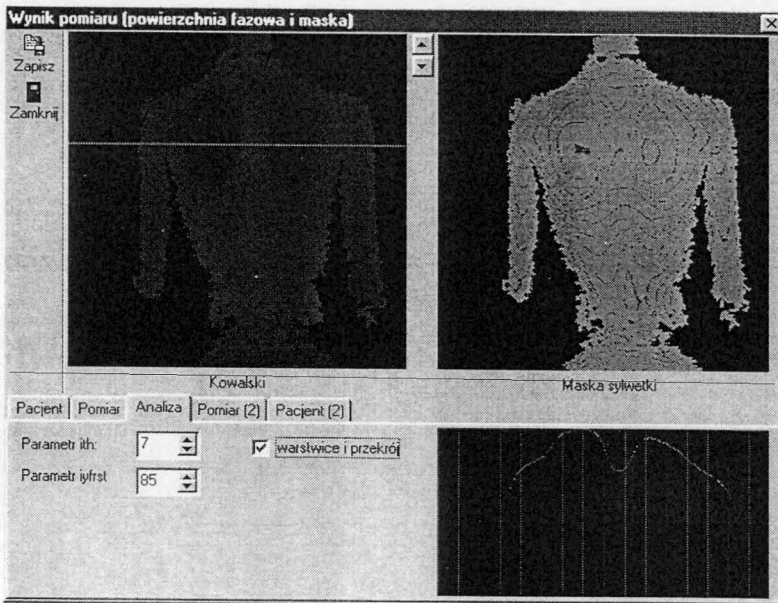 Wynik pomiaru (powierzchnia fazowa i maska)
Zapisz
Zamknij
Kowalski
Maska sylwetki
Pacjent
Pomiar
Analiza
Pomiar (2)
Pacjent (2)
Parametr ith:
7
warstwice i przekrój
Parametr iyfrst
85